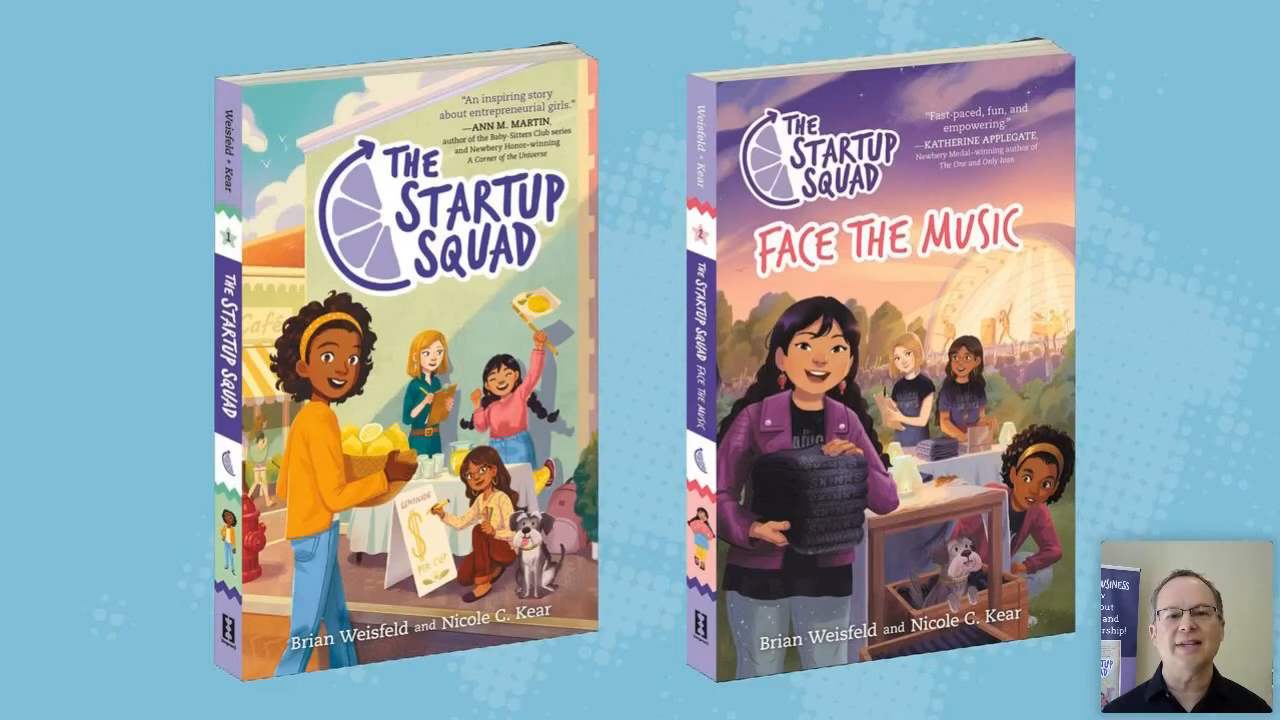 Weisfeld + Kear
1
THE STARTUP SQUAD
"An inspiring story
about entrepreneurial girls."
—ANN M. MARTIN,
author of the Baby-Sitters Club series
and Newbery Honor–winning
A Corner of the Universe
THE
STARTUP
SQUAD
Café
LEMONADE
$
PER CUP
Brian Weisfeld and Nicole C. Kear
Weisfeld + Kear
2
THE STARTUP SQUAD FACE THE MUSIC
THE
STARTUP
SQUAD
"Fast-paced, fun, and
empowering."
—KATHERINE APPLEGATE,
Newbery Medal–winning author of
The One and Only Ivan
FACE THE MUSIC
Brian Weisfeld and Nicole C. Kear
BUSINESS
out
and